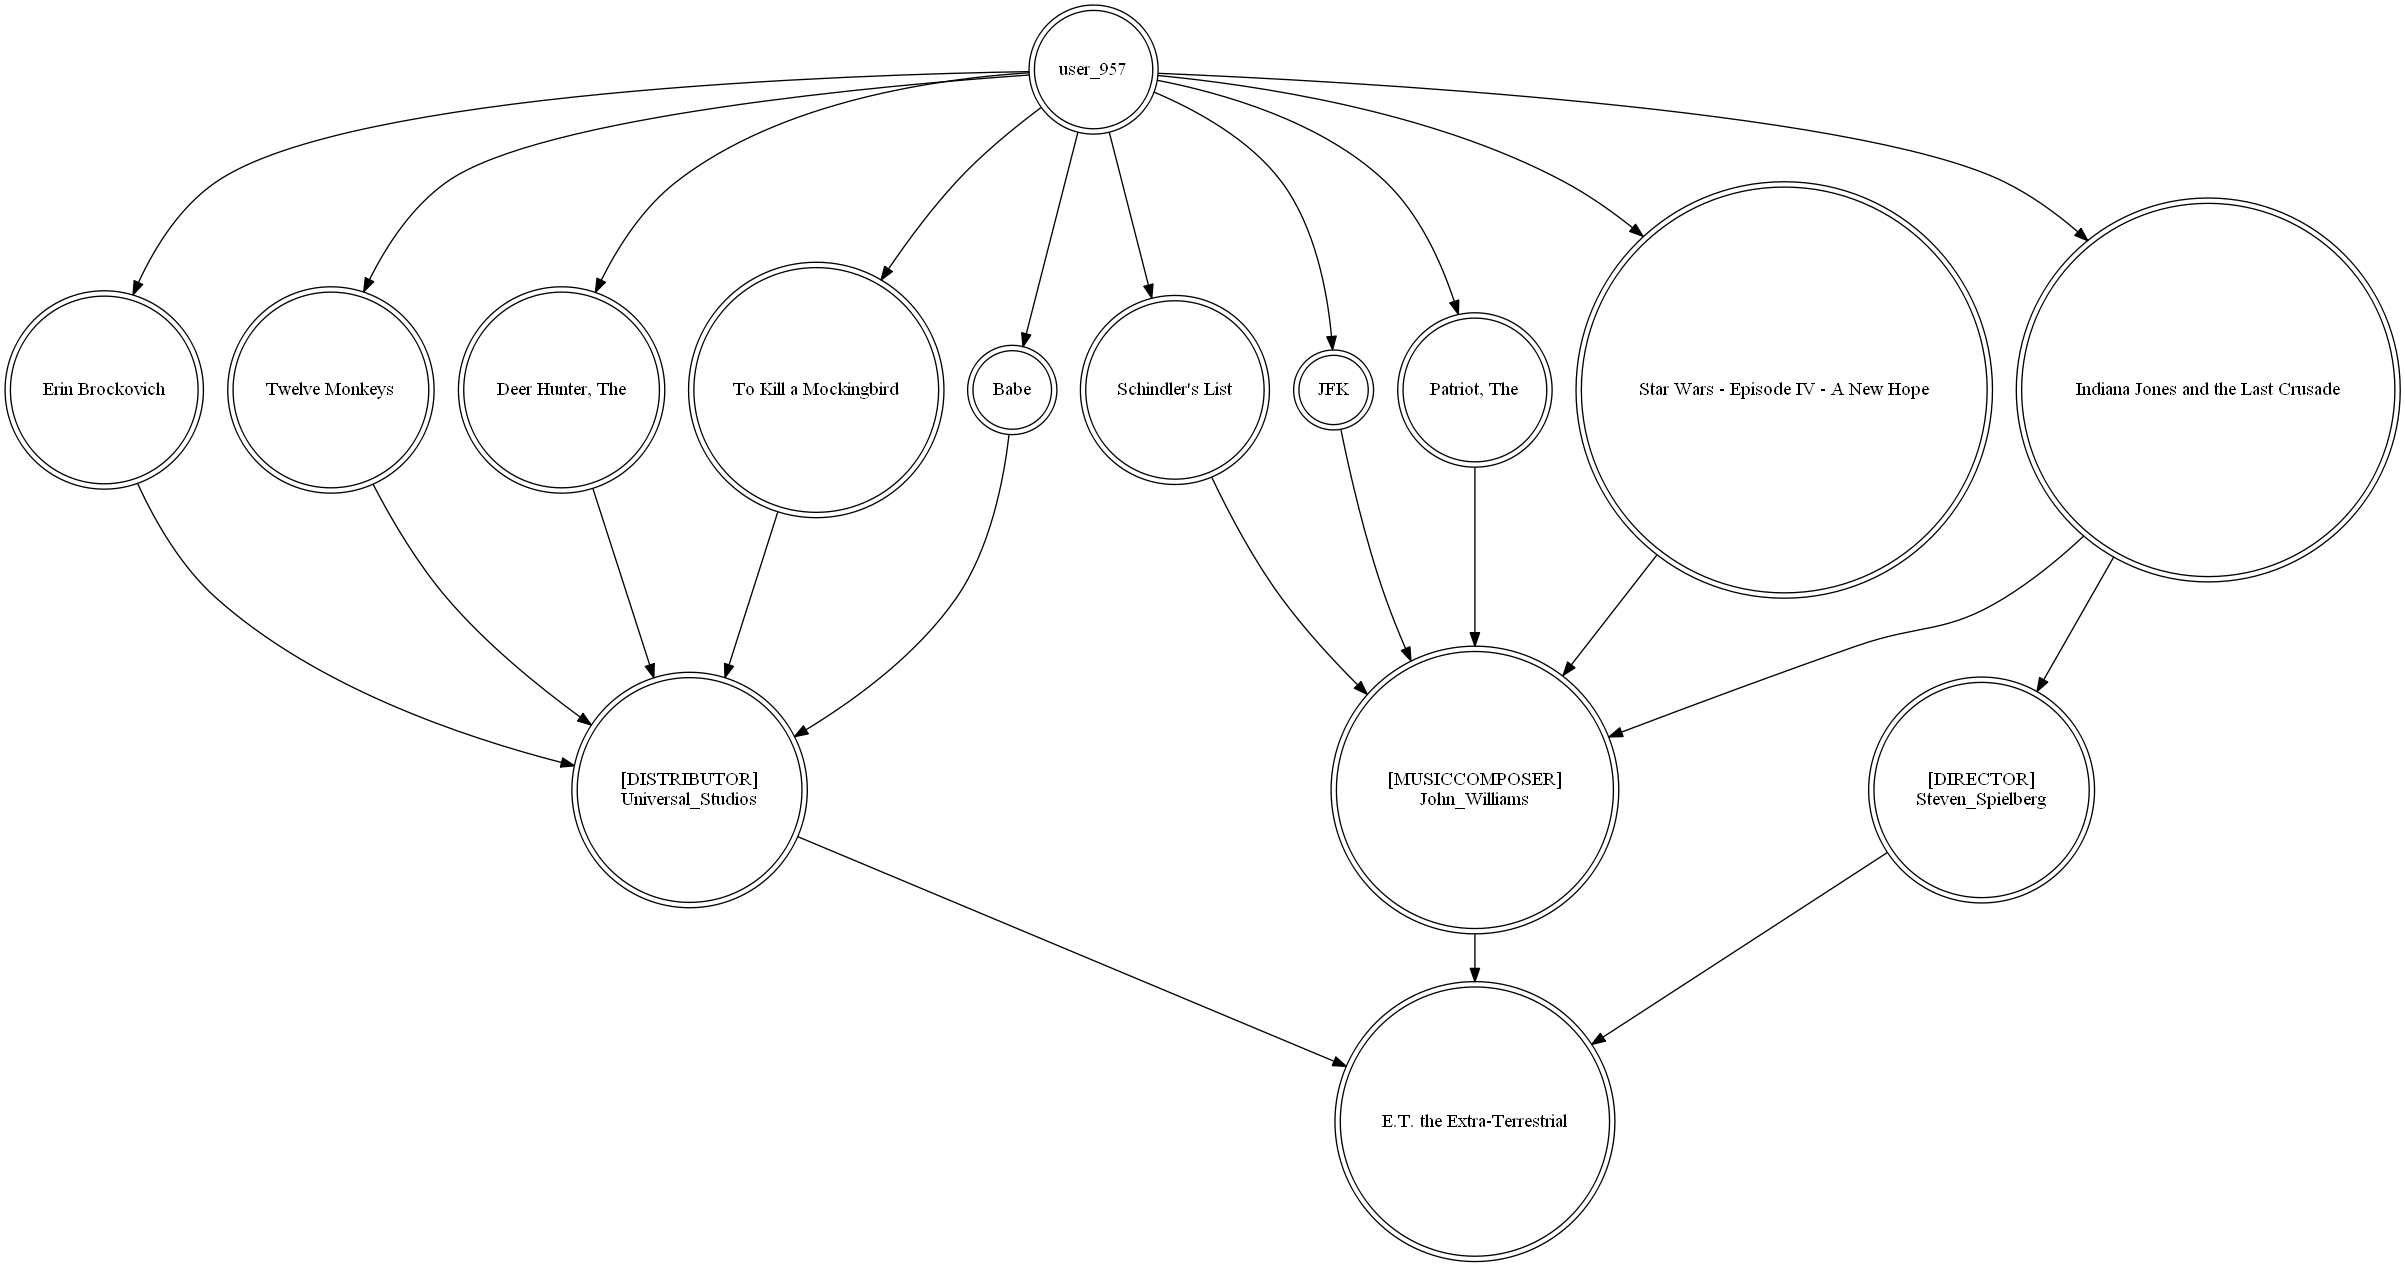 user_957
Erin Brockovich
Twelve Monkeys
Deer Hunter, The
To Kill a Mockingbird
Babe
Schindler's List
JFK
Patriot, The
Star Wars - Episode IV - A New Hope
Indiana Jones and the Last Crusade
[DISTRIBUTOR]
Universal_Studios
[MUSICCOMPOSER]
John_Williams
[DIRECTOR]
Steven_Spielberg
E.T. the Extra-Terrestrial